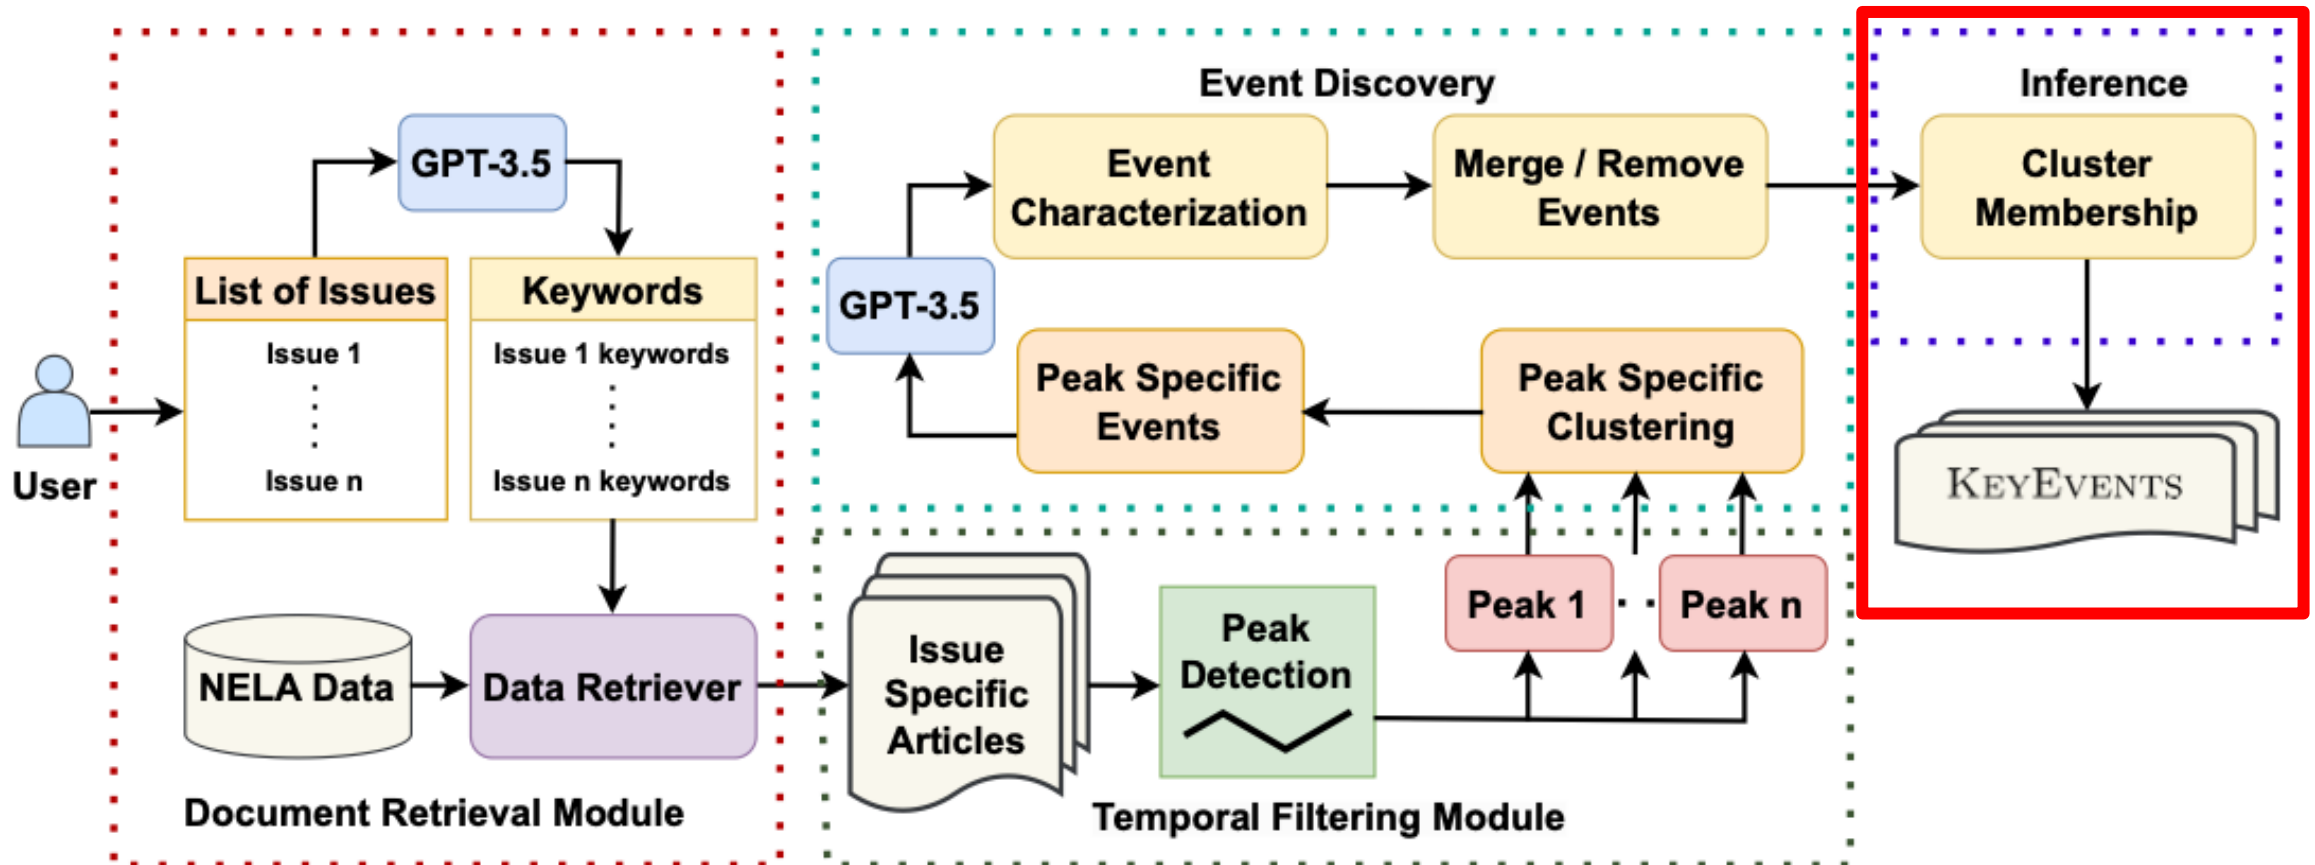 GPT-3.5
List of Issues
Issue 1
Issue n
Keywords
Issue 1 keywords
Issue n keywords
User
NELA Data
Data Retriever
Document Retrieval Module
Event Discovery
Event
Characterization
Merge / Remove
Events
GPT-3.5
Peak Specific
Events
Peak Specific
Clustering
Issue
Specific
Articles
Peak
Detection
Peak 1
Peak n
Temporal Filtering Module
Inference
Cluster
Membership
KEYEVENTS